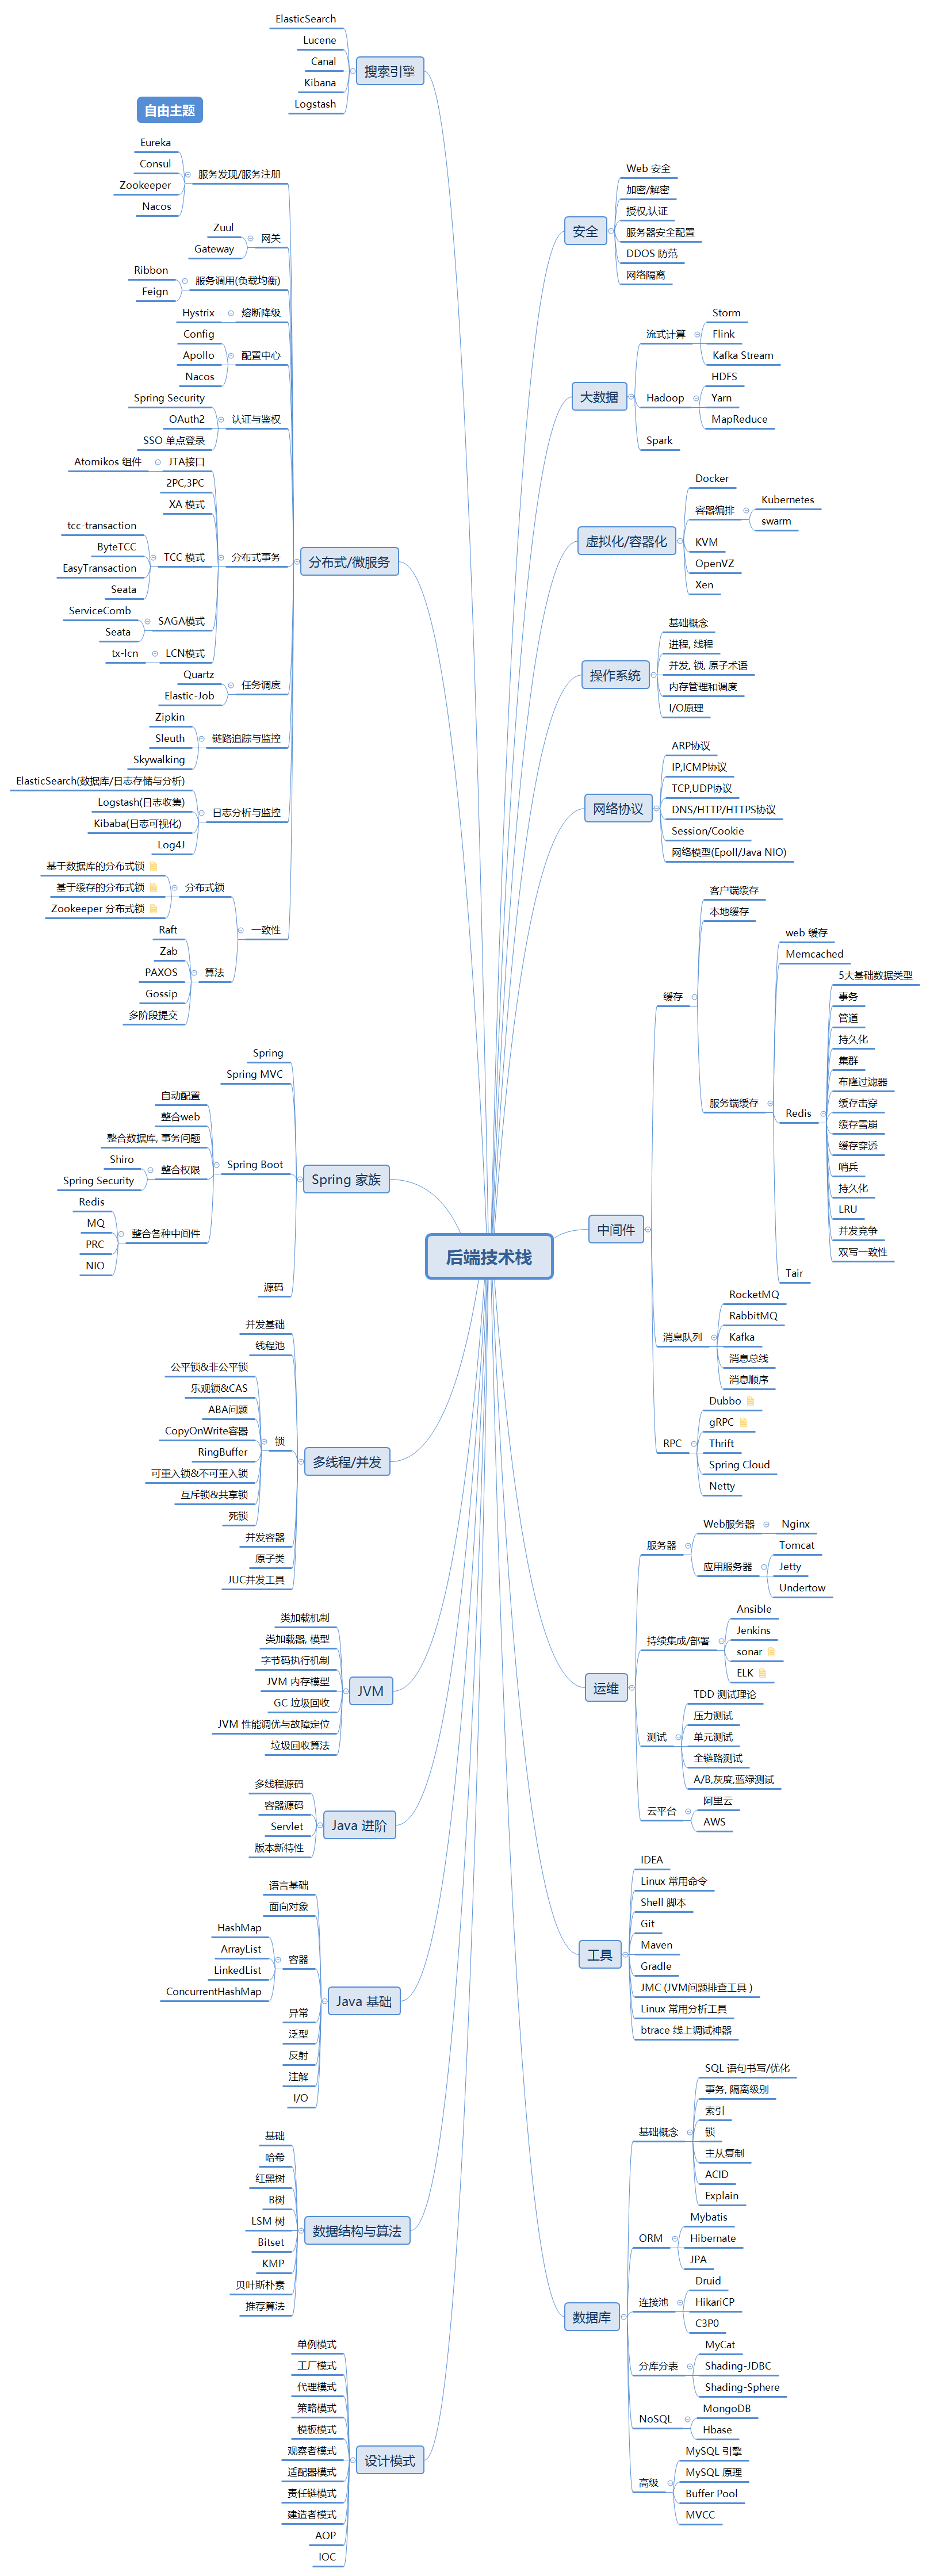 ElasticSearch
Lucene
Canal
Kibana
Logstash
搜索引擎
自由主题
Eureka
Consul
Zookeeper
Nacos
服务发现/服务注册
Zuul
Gateway
网关
Ribbon
Feign
服务调用(负载均衡)
Hystrix
熔断降级
Config
Apollo
Nacos
配置中心
Spring Security
OAuth2
SSO 单点登录
认证与鉴权
Atomikos 组件
JTA接口
2PC,3PC
XA 模式
tcc-transaction
ByteTCC
EasyTransaction
Seata
TCC 模式
ServiceComb
Seata
SAGA模式
tx-lcn
LCN模式
分布式事务
Quartz
Elastic-Job
任务调度
Zipkin
Sleuth
Skywalking
链路追踪与监控
ElasticSearch(数据库/日志存储与分析)
Logstash(日志收集)
Kibaba(日志可视化)
Log4J
日志分析与监控
基于数据库的分布式锁
基于缓存的分布式锁
Zookeeper 分布式锁
分布式锁
Raft
Zab
PAXOS
Gossip
多阶段提交
算法
一致性
分布式/微服务
Spring
Spring MVC
自动配置
整合web
整合数据库, 事务问题
Shiro
Spring Security
整合权限
Redis
MQ
PRC
NIO
整合各种中间件
Spring Boot
源码
Spring 家族
并发基础
线程池
公平锁&非公平锁
乐观锁&CAS
ABA问题
CopyOnWrite容器
RingBuffer
可重入锁&不可重入锁
互斥锁&共享锁
死锁
锁
并发容器
原子类
JUC并发工具
多线程/并发
类加载机制
类加载器, 模型
字节码执行机制
JVM 内存模型
GC 垃圾回收
JVM 性能调优与故障定位
垃圾回收算法
JVM
多线程源码
容器源码
Servlet
版本新特性
Java 进阶
语言基础
面向对象
HashMap
ArrayList
LinkedList
ConcurrentHashMap
容器
异常
泛型
反射
注解
I/O
Java 基础
基础
哈希
红黑树
B树
LSM 树
Bitset
KMP
贝叶斯朴素
推荐算法
数据结构与算法
单例模式
工厂模式
代理模式
策略模式
模板模式
观察者模式
适配器模式
责任链模式
建造者模式
AOP
IOC
设计模式
后端技术栈
安全
Web 安全
加密/解密
授权,认证
服务器安全配置
DDOS 防范
网络隔离
大数据
流式计算
Storm
Flink
Kafka Stream
Hadoop
HDFS
Yarn
MapReduce
Spark
虚拟化/容器化
Docker
容器编排
Kubernetes
swarm
KVM
OpenVZ
Xen
操作系统
基础概念
进程, 线程
并发, 锁, 原子术语
内存管理和调度
I/O原理
网络协议
ARP协议
IP,ICMP协议
TCP,UDP协议
DNS/HTTP/HTTPS协议
Session/Cookie
网络模型(Epoll/Java NIO)
中间件
缓存
客户端缓存
本地缓存
服务端缓存
web 缓存
Memcached
Redis
5大基础数据类型
事务
管道
持久化
集群
布隆过滤器
缓存击穿
缓存雪崩
缓存穿透
哨兵
持久化
LRU
并发竞争
双写一致性
Tair
消息队列
RocketMQ
RabbitMQ
Kafka
消息总线
消息顺序
RPC
Dubbo
gRPC
Thrift
Spring Cloud
Netty
运维
服务器
Web服务器
Nginx
应用服务器
Tomcat
Jetty
Undertow
持续集成/部署
Ansible
Jenkins
sonar
ELK
测试
TDD 测试理论
压力测试
单元测试
全链路测试
A/B,灰度,蓝绿测试
云平台
阿里云
AWS
工具
IDEA
Linux 常用命令
Shell 脚本
Git
Maven
Gradle
JMC (JVM问题排查工具 )
Linux 常用分析工具
btrace 线上调试神器
数据库
基础概念
SQL 语句书写/优化
事务, 隔离级别
索引
锁
主从复制
ACID
Explain
ORM
Mybatis
Hibernate
JPA
连接池
Druid
HikariCP
C3P0
分库分表
MyCat
Shading-JDBC
Shading-Sphere
NoSQL
MongoDB
Hbase
高级
MySQL 引擎
MySQL 原理
Buffer Pool
MVCC